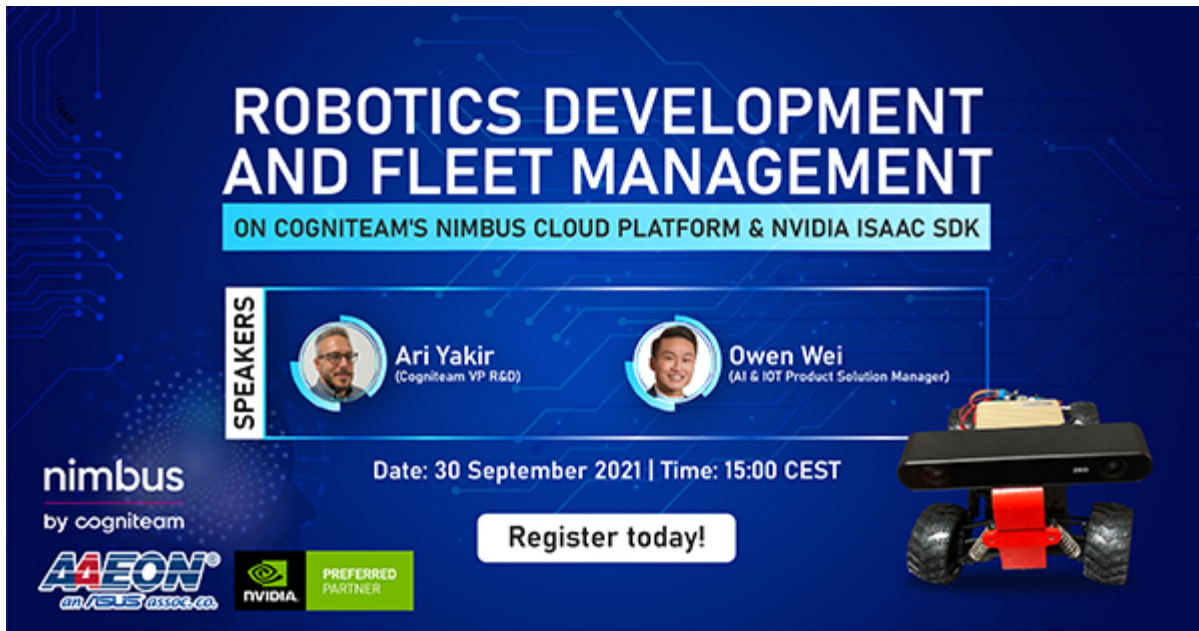 ROBOTICS DEVELOPMENT
AND FLEET MANAGEMENT
ON COGNITEAM'S NIMBUS CLOUD PLATFORM & NVIDIA ISAAC SDK
SPEAKERS
Ari Yakir
(Cogniteam VP R&D)
Owen Wei
(AI & IOT Product Solution Manager)
Date: 30 September 2021 | Time: 15:00 CEST
Register today!
nimbus
by cogniteam
AAEON®
an ASUS assoc. co.
NVIDIA.
PREFERRED
PARTNER